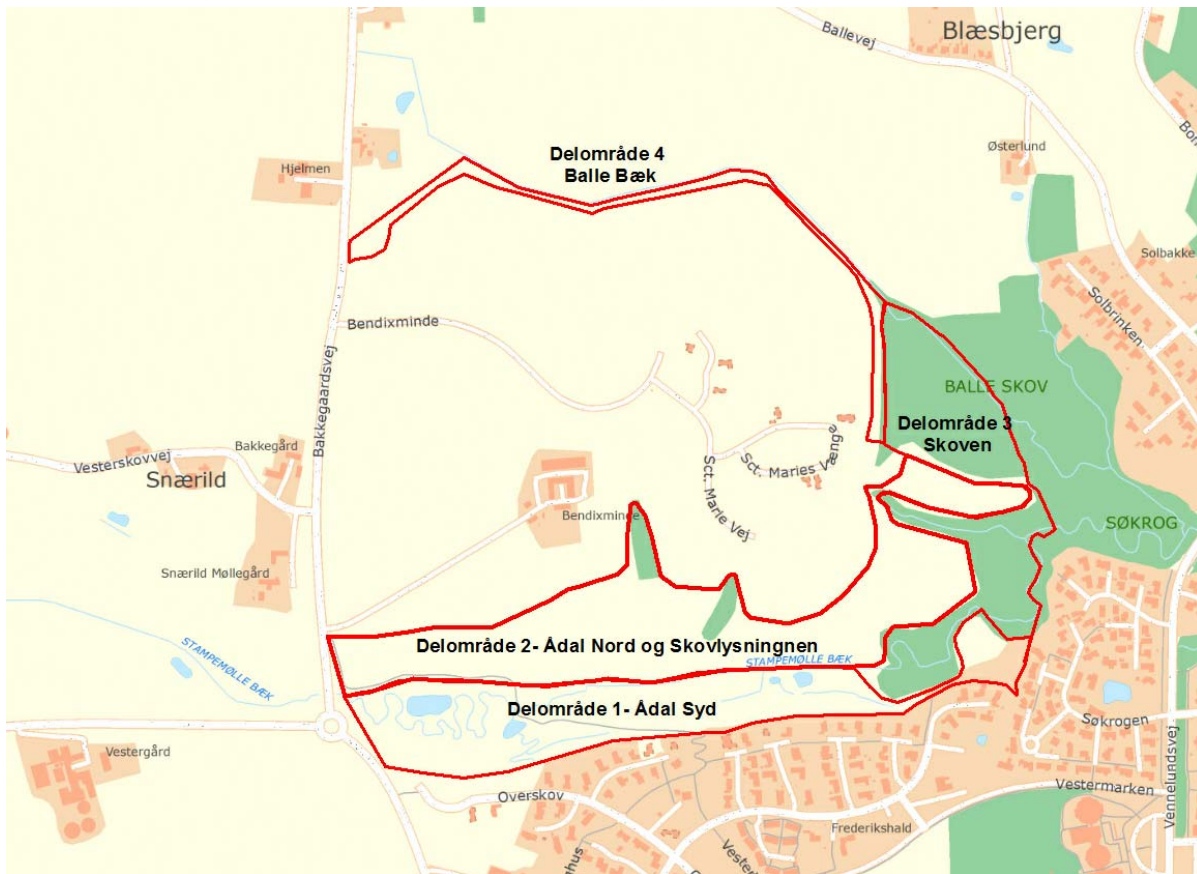 Blæsbjerg
Ballevej
Østerlund
Delområde 4
Balle Bæk
Hjelmen
Solbakke
Solbrinken
Bendixminde
BALLE SKOV
Delområde 3
Skoven
Bakkegaardsvej
Sct. Maries Vænge
Sct. Marie Vej
Bakkegård
Vesterskovvej
Snærild
Bendixminde
SØKROG
Snærild Møllegård
Delområde 2- Ådal Nord og Skovlysningnen
STAMPEMØLLE BÆK
STAMPEMØLLE BÆK
Delområde 1- Ådal Syd
Søkrogen
Vestergård
Vestermarken
Vennelundsvej
Overskov
Frederikshald